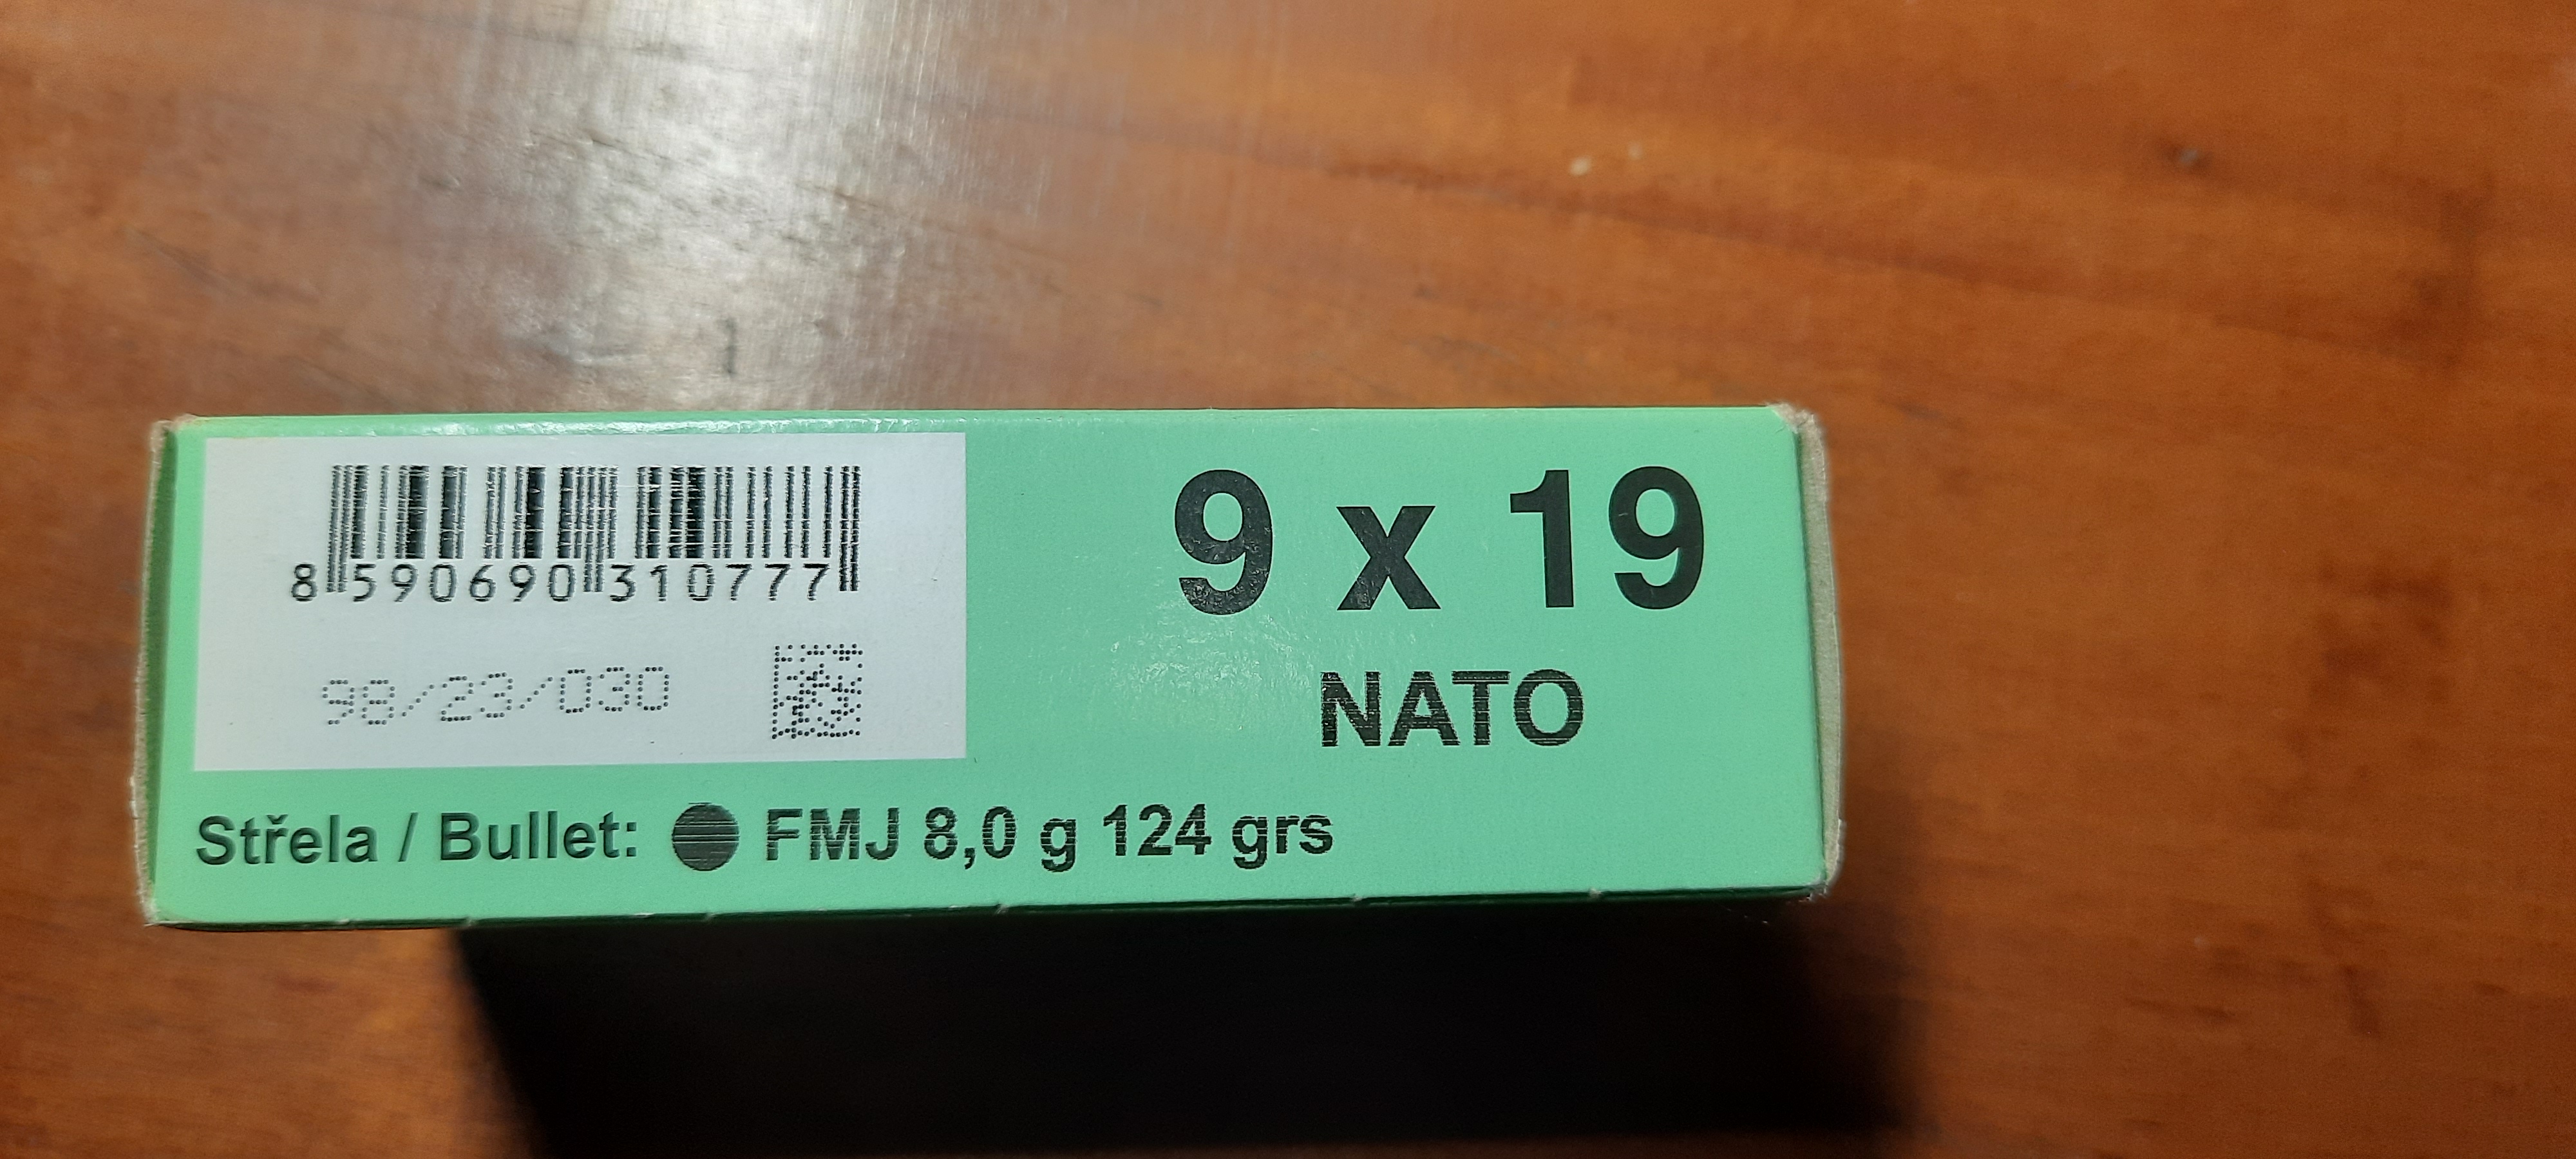 8 590690 310777
98/23/030
9 x 19
NATO
Střela / Bullet: FMJ 8,0 g 124 grs